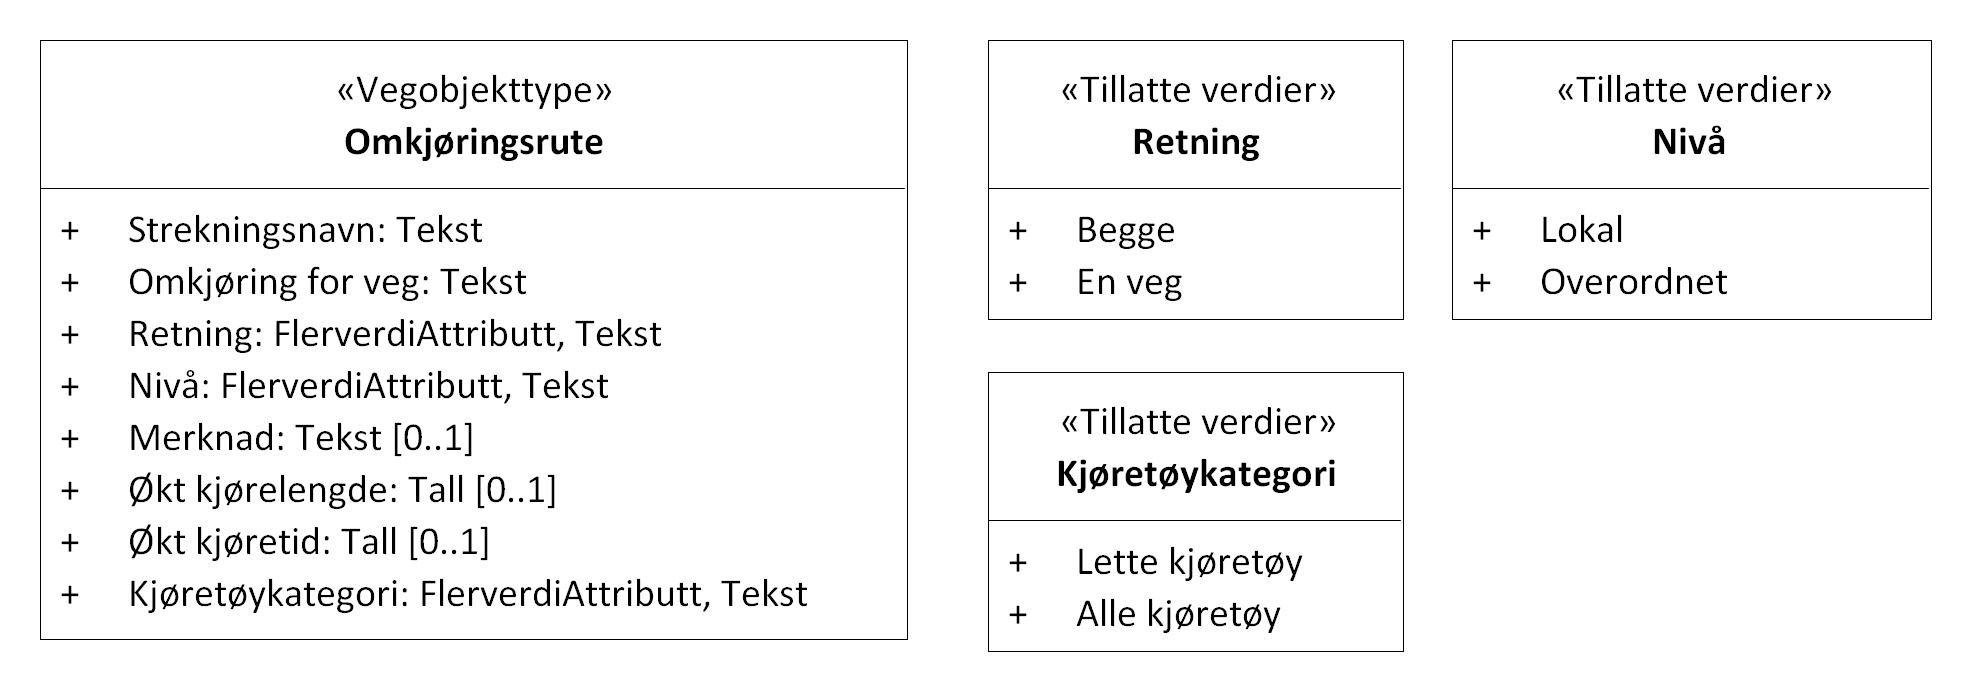 «Vegobjekttype»
Omkjøringsrute
+ Strekningsnavn: Tekst
+ Omkjøring for veg: Tekst
+ Retning: FlerverdiAttributt, Tekst
+ Nivå: FlerverdiAttributt, Tekst
+ Merknad: Tekst [0..1]
+ Økt kjørelengde: Tall [0..1]
+ Økt kjøretid: Tall [0..1]
+ Kjøretøykategori: FlerverdiAttributt, Tekst
«Tillatte verdier»
Retning
+ Begge
+ En veg
«Tillatte verdier»
Nivå
+ Lokal
+ Overordnet
«Tillatte verdier»
Kjøretøykategori
+ Lette kjøretøy
+ Alle kjøretøy